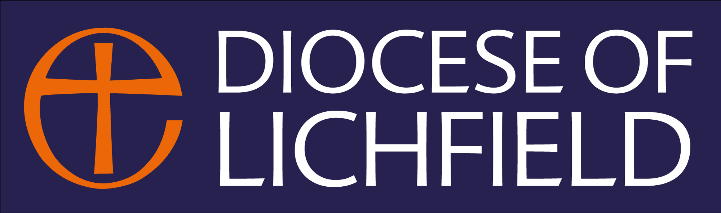 DIOCESE OF
LICHFIELD